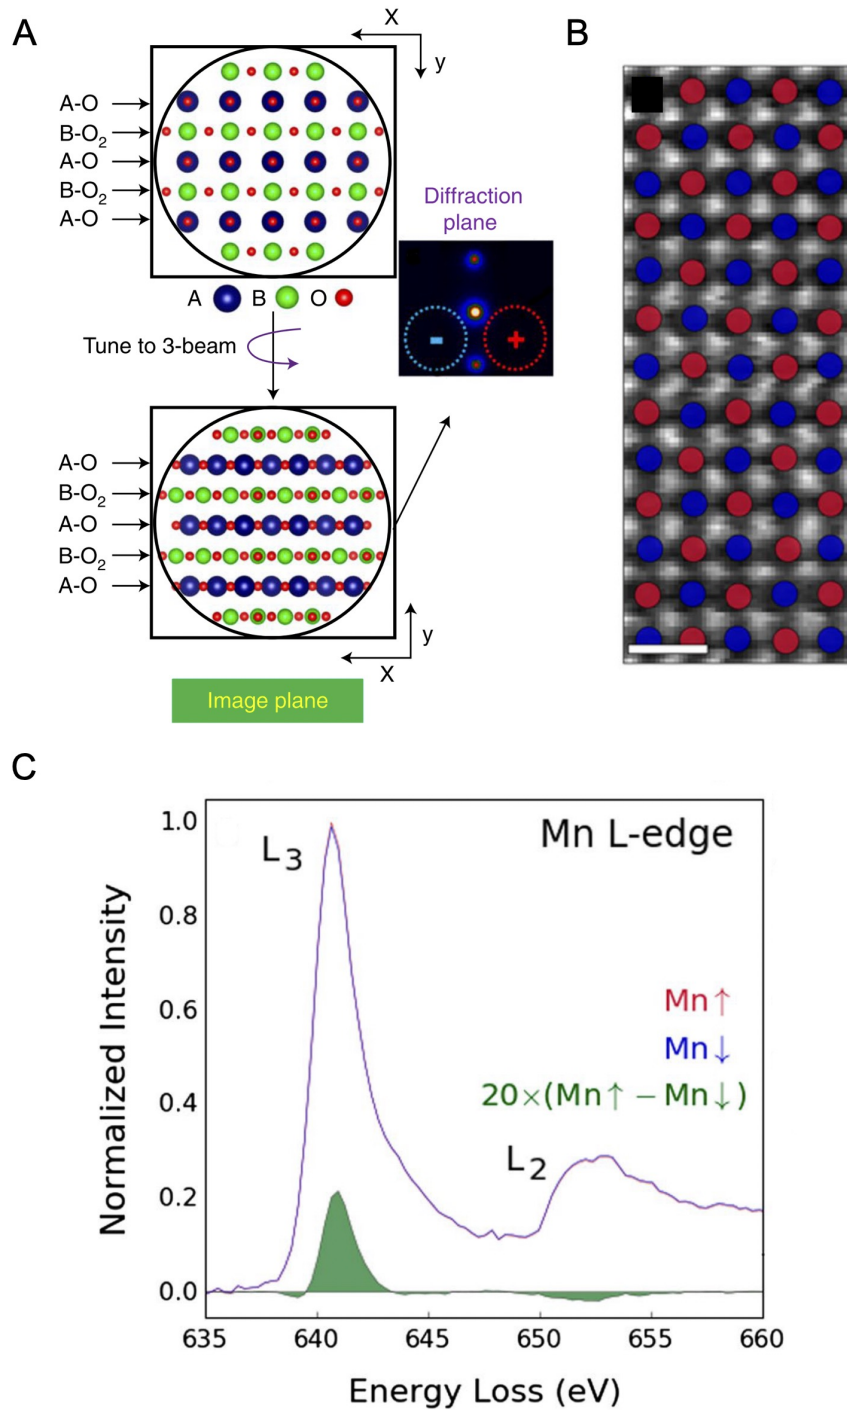 A
X
y
A-O
B-O2
A-O
B-O2
A-O
A B O
Tune to 3-beam
Diffraction
plane
-
+
A-O
B-O2
A-O
B-O2
A-O
y
X
Image plane
B
C
Mn L-edge
L3
L2
Mn↑
Mn↓
20×(Mn↑ − Mn↓)
Normalized Intensity
1.0
0.8
0.6
0.4
0.2
0.0
635 640 645 650 655 660
Energy Loss (eV)